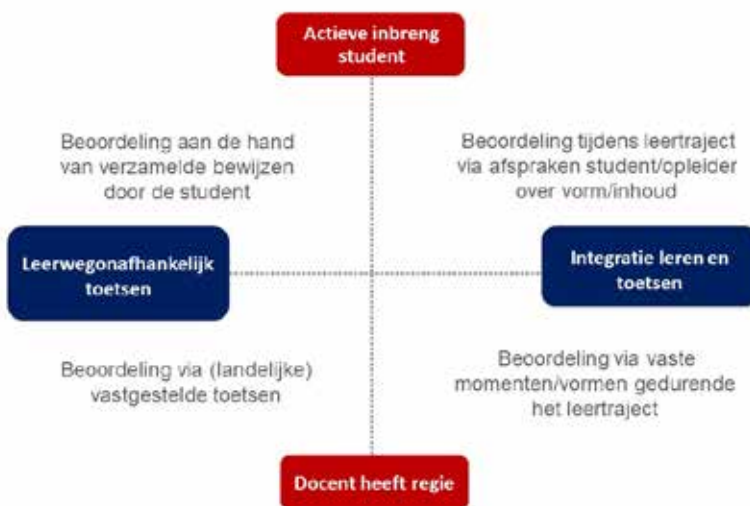 Actieve inbreng
student
Beoordeling aan de hand
van verzamelde bewijzen
door de student
Beoordeling tijdens leertraject
via afspraken student/opleider
over vorm/inhoud
Leerwegonafhankelijk
toetsen
Integratie leren en
toetsen
Beoordeling via (landelijke)
vastgestelde toetsen
Beoordeling via vaste
momenten/vormen gedurende
het leertraject
Docent heeft regie